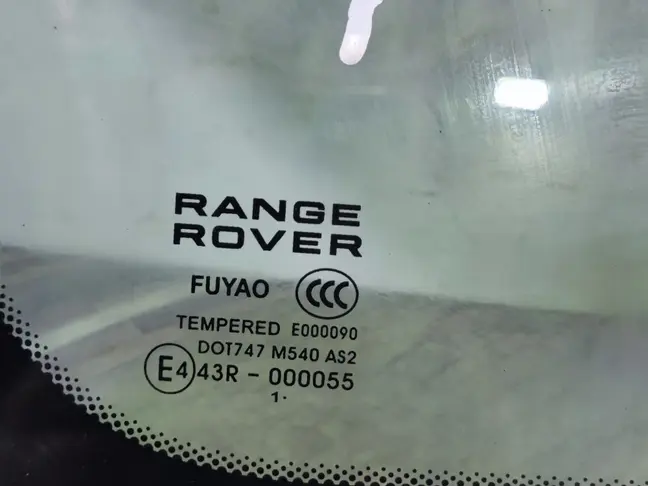 RANGE
ROVER
FUYAO CCC
TEMPERED E000090
DOT747 M540 AS2
E4 43R - 000055
1.